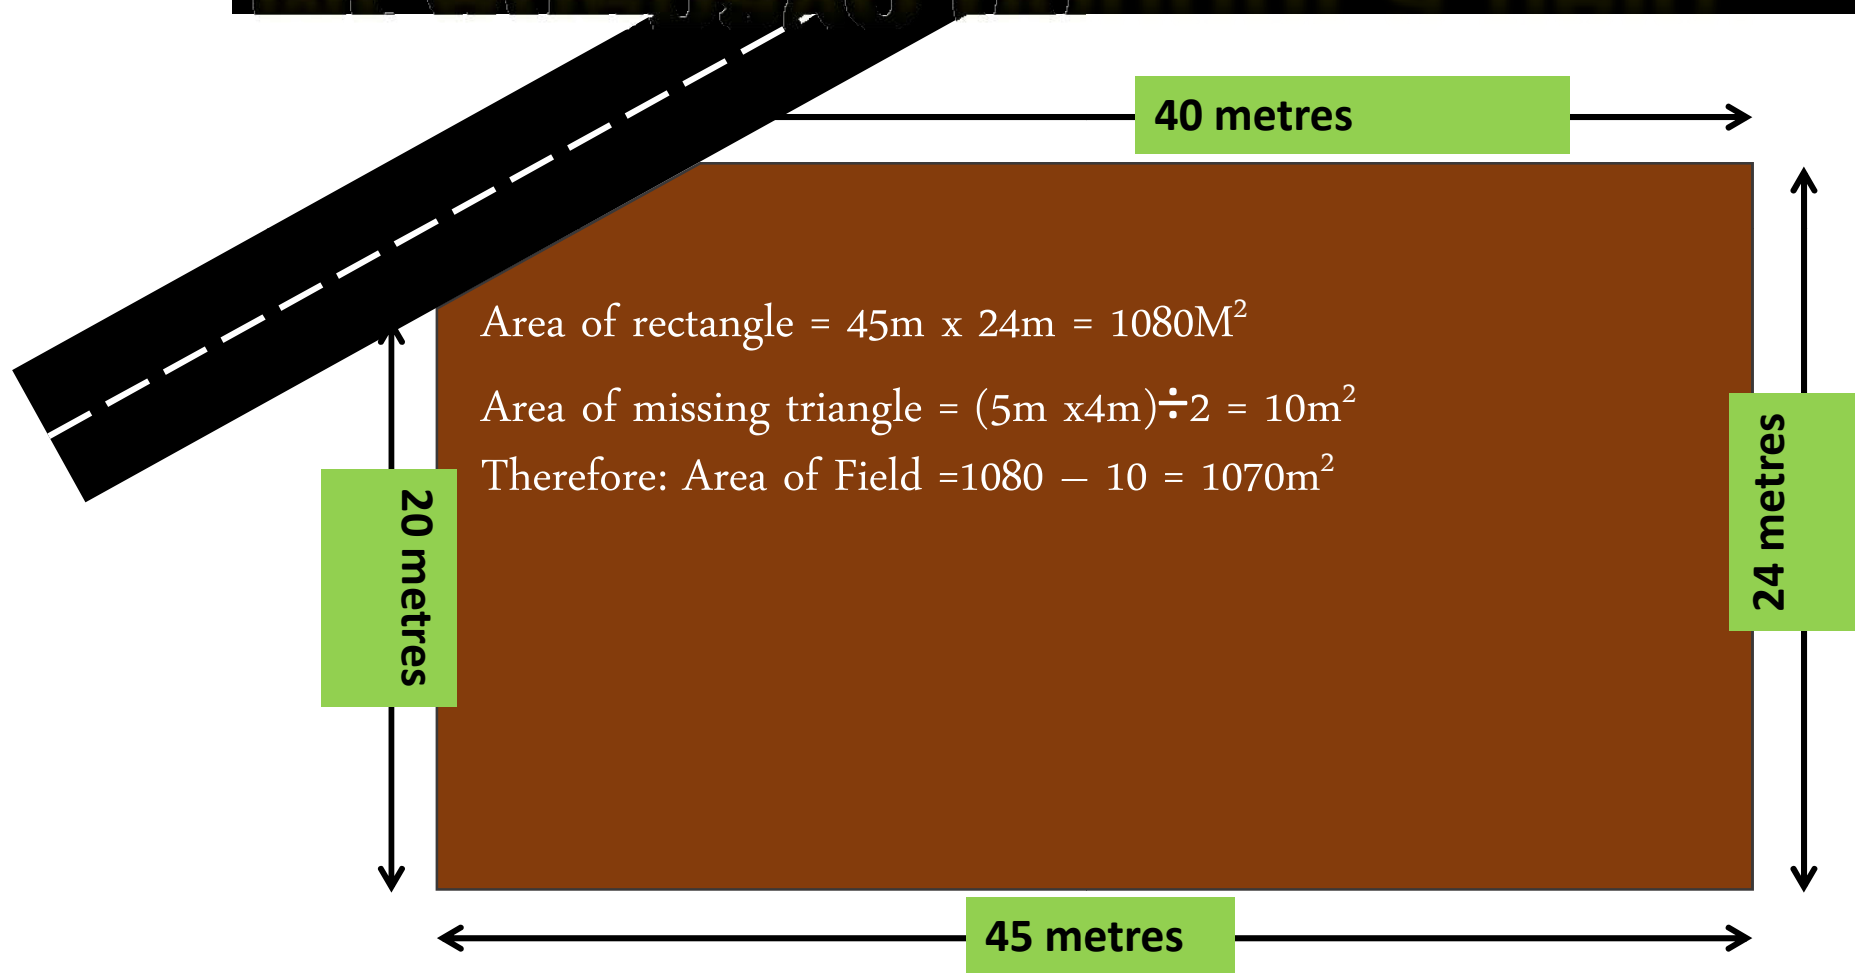 40 metres
Area of rectangle = 45m x 24m = 1080M²
Area of missing triangle = (5m x4m)÷2 = 10m²
Therefore: Area of Field =1080 – 10 = 1070m²
20 metres
24 metres
45 metres